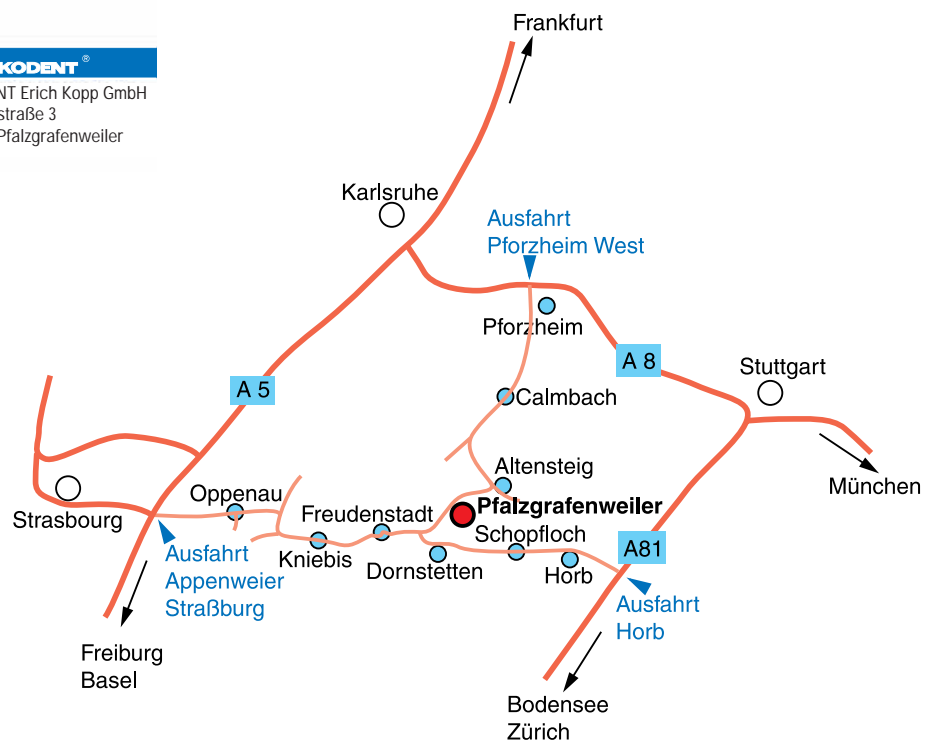 KODENT ®
NT Erich Kopp GmbH
straße 3
Pfalzgrafenweiler
Frankfurt
Karlsruhe
Ausfahrt
Pforzheim West
Pforzheim
A 8
Stuttgart
A 5
Calmbach
München
Altensteig
Pfalzgrafenweiler
Oppenau
Freudenstadt
Schopfloch
Strasbourg
Kniebis
Dornstetten
Horb
A81
Ausfahrt
Appenweier
Straßburg
Ausfahrt
Horb
Freiburg
Basel
Bodensee
Zürich